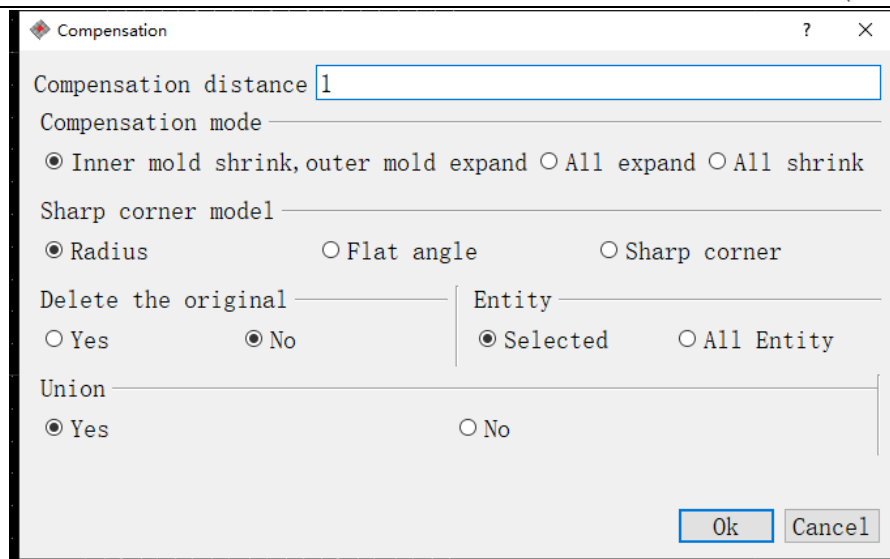 Compensation
?
Compensation distance 1
Compensation mode
Inner mold shrink,outer mold expand All expand All shrink
Sharp corner model
Radius Flat angle Sharp corner
Delete the original Entity
Yes No Selected All Entity
Union
Yes No
Ok Cancel